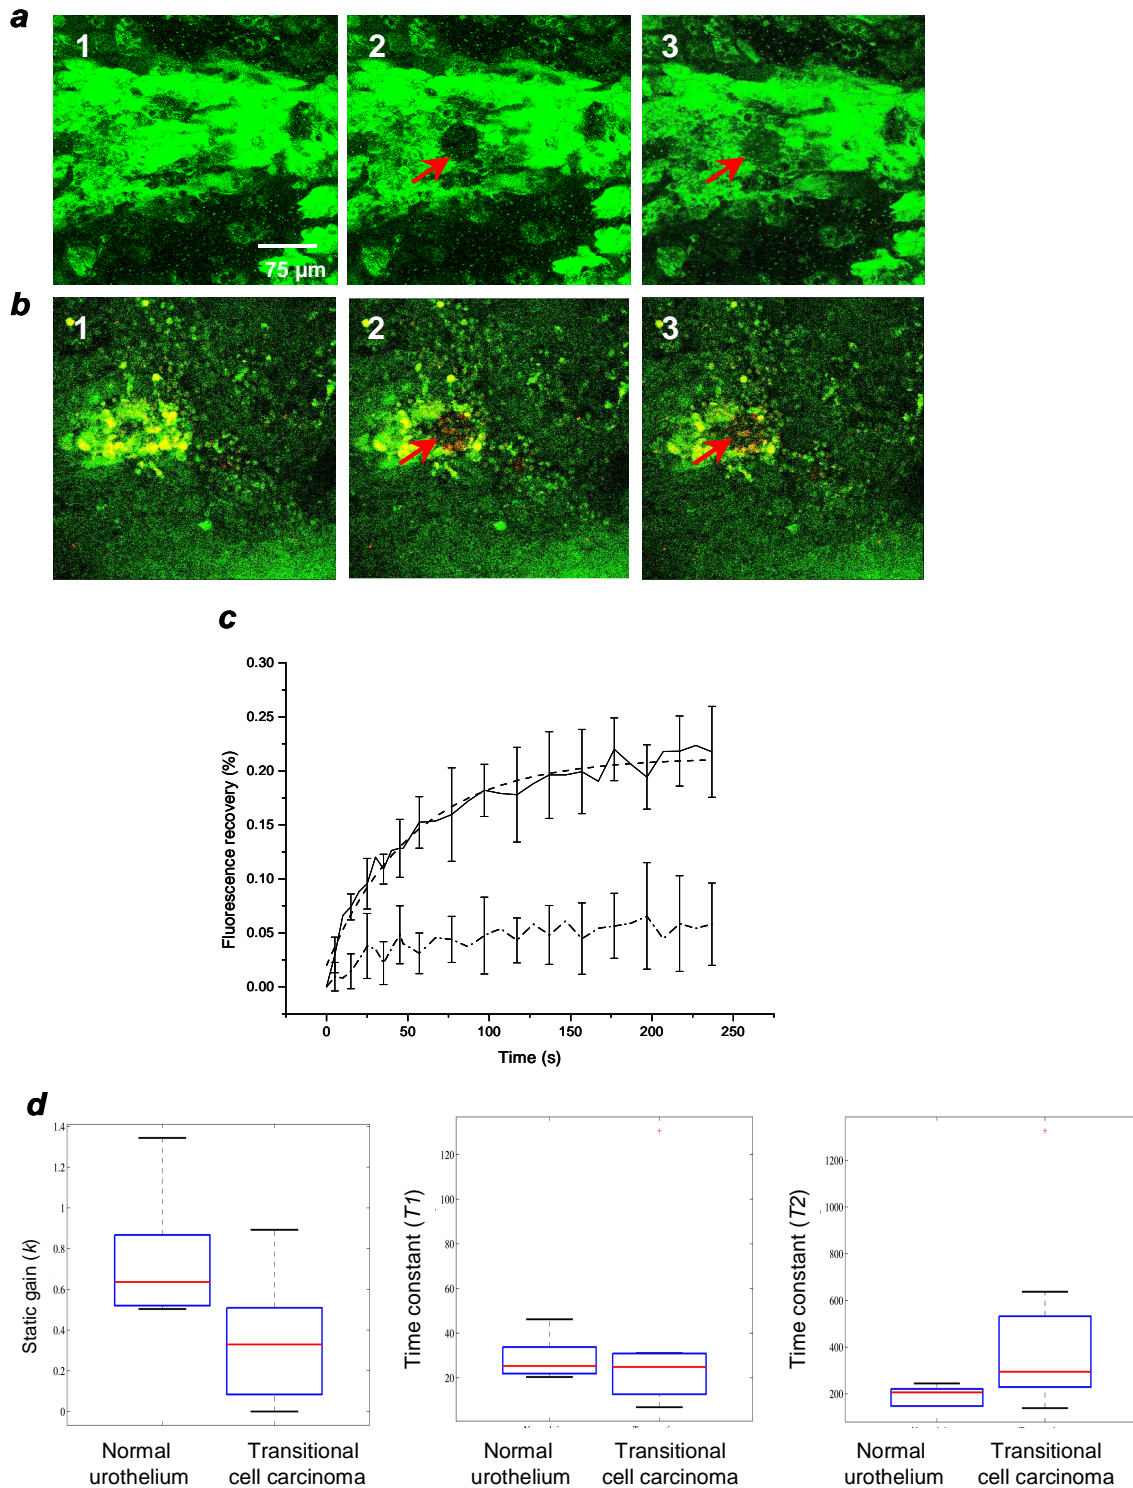 a
1
2
3
75 µm
b
1
2
3
c
0.30
0.25
0.20
0.15
0.10
0.05
0.00
Fluorescence recovery (%)
0 50 100 150 200 250
Time (s)
d
1.4
1.2
1
0.8
0.6
0.4
0.2
0
Static gain (k)
Normal urothelium
Transitional cell carcinoma
120
100
80
60
40
20
Time constant (T1)
Normal urothelium
Transitional cell carcinoma
1200
1000
800
600
400
200
Time constant (T2)
Normal urothelium
Transitional cell carcinoma